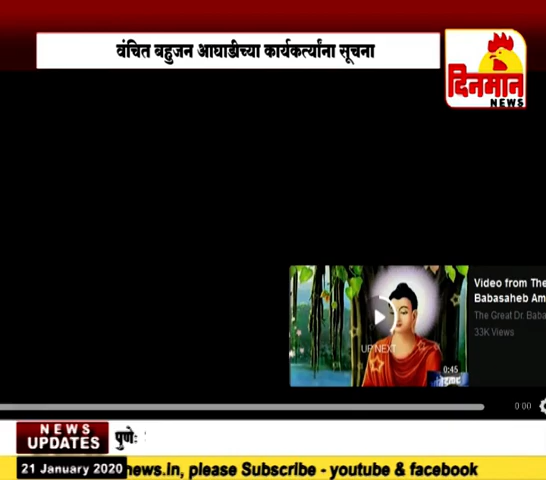 वंचित बहुजन आघाडीच्या कार्यकर्त्यांना सूचना
दिनमान
NEWS
Video from The
Babasaheb Am
The Great Dr. Baba
33K Views
UP NEXT
0:45
0:00
NEWS
UPDATES
पुणेः
21 January 2020
news.in, please Subscribe - youtube & facebook